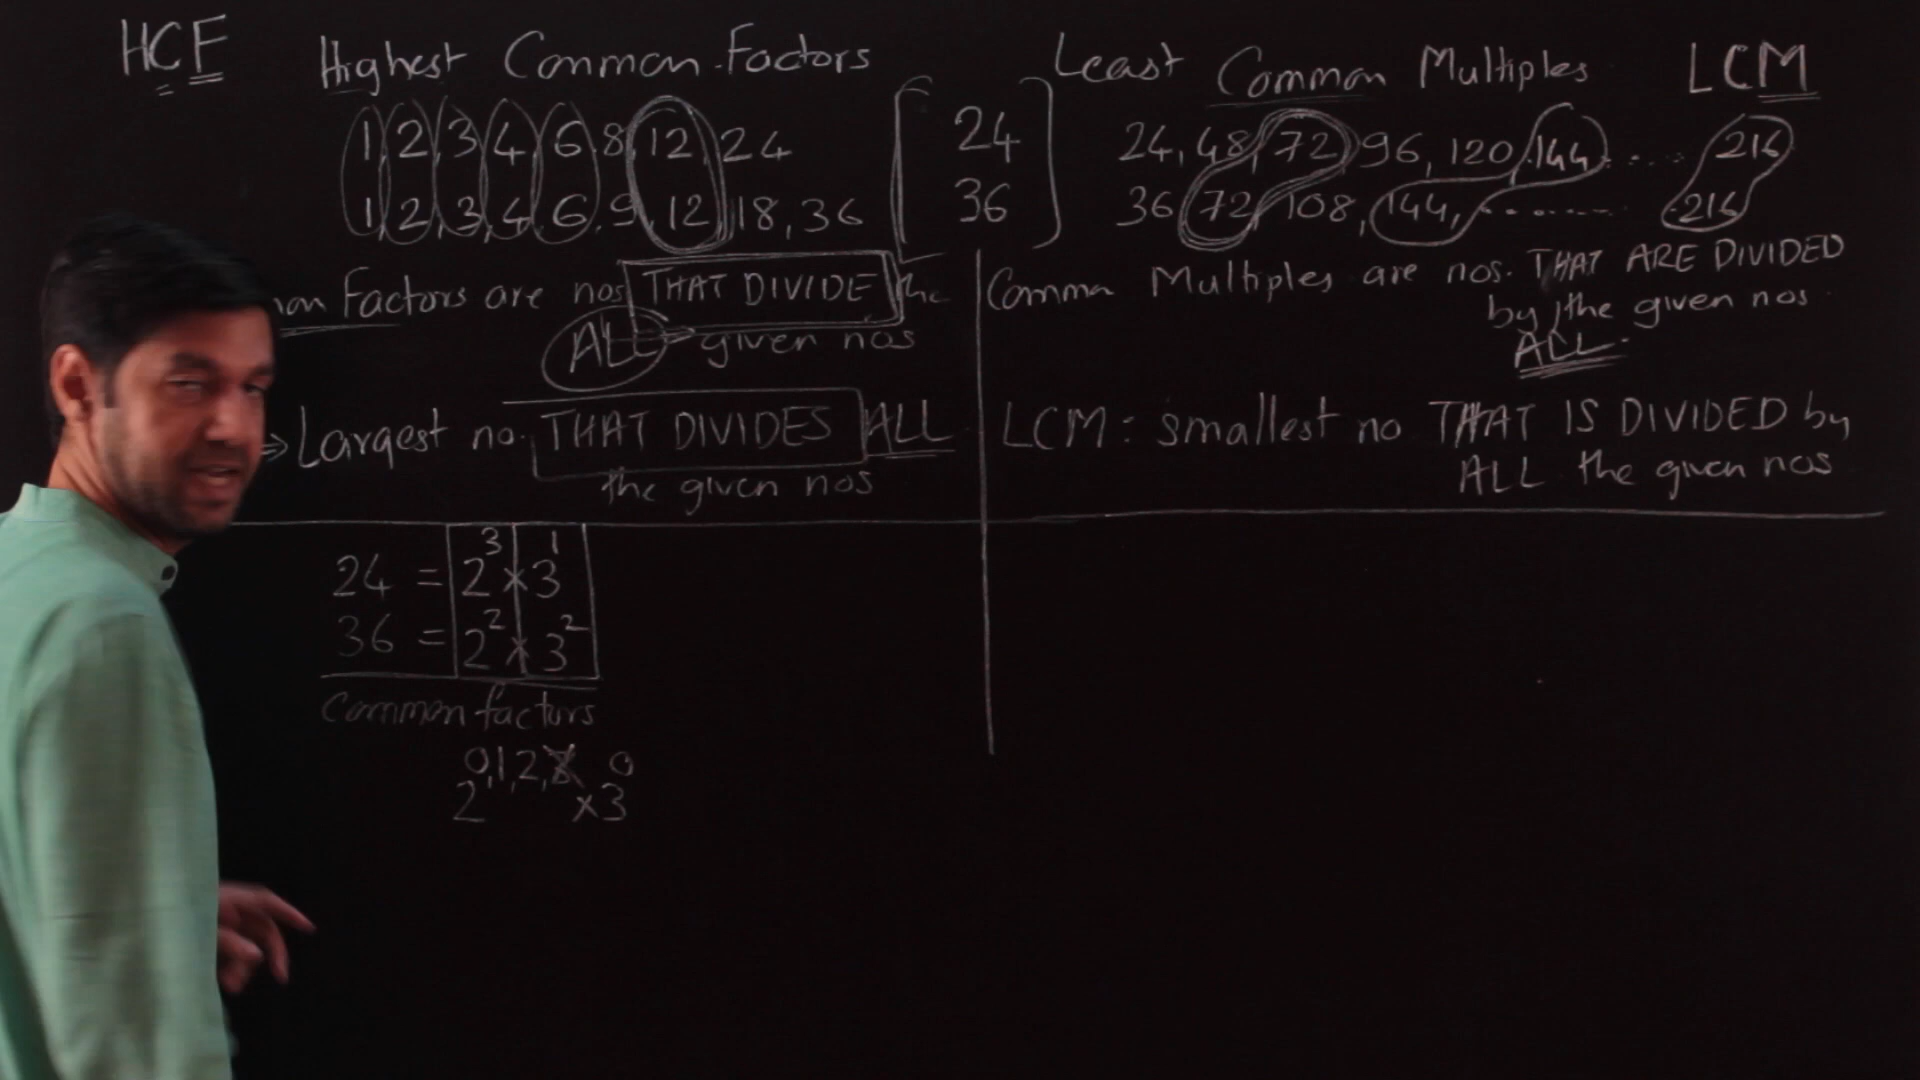 HCF Highest Common Factors
1, 2, 3, 4, 6, 8, 12, 24
1, 2, 3, 4, 6, 9, 12, 18, 36
24
36
Least Common Multiples LCM
24, 48, 72, 96, 120, 144 ...... 216
36, 72, 108, 144, ........ 216
Factors are nos THAT DIVIDE the
ALL given nos
Common Multiples are nos. THAT ARE DIVIDED
by the given nos
ALL.
⇒ Largest no. THAT DIVIDES ALL
the given nos
LCM : smallest no THAT IS DIVIDED by
ALL the given nos
24 = 2³ × 3¹
36 = 2² × 3²
Common factors
0,1,2, 0
2 × 3